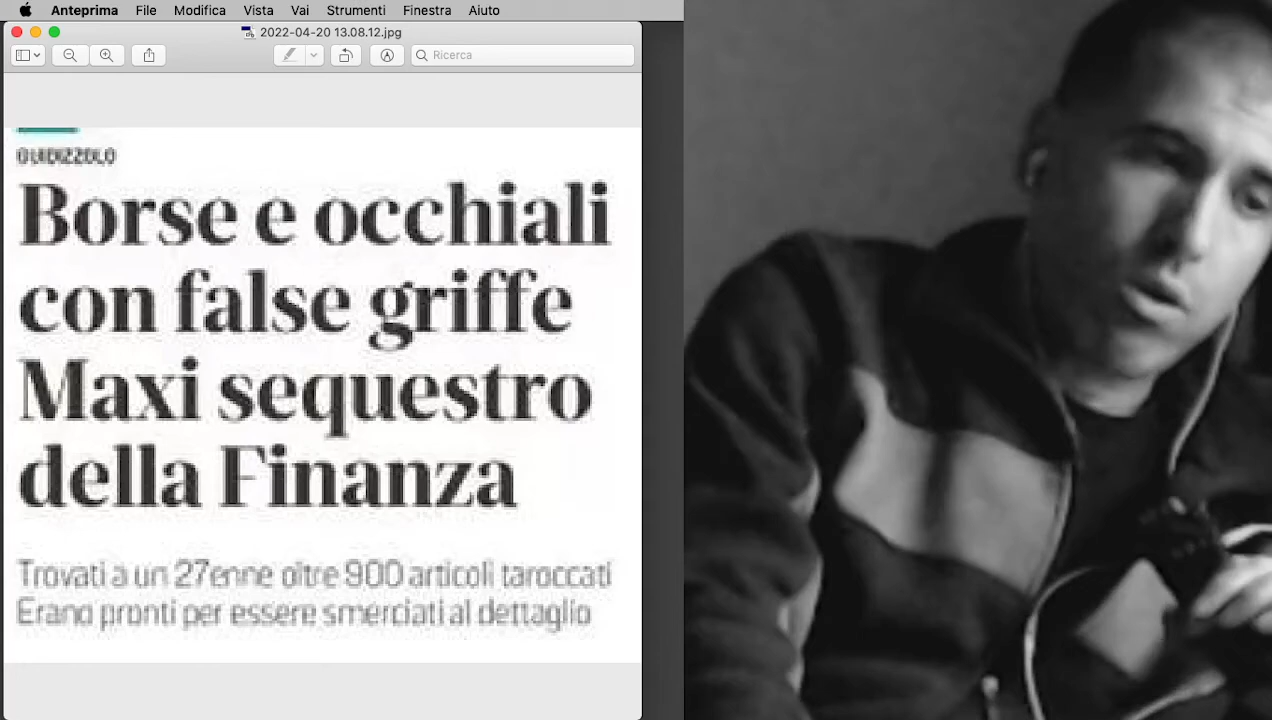 Anteprima File Modifica Vista Vai Strumenti Finestra Aiuto
2022-04-20 13.08.12.jpg
Ricerca
GUIDIZZOLO
Borse e occhiali
con false griffe
Maxi sequestro
della Finanza
Trovati a un 27enne oltre 900 articoli taroccati
Erano pronti per essere smerciati al dettaglio